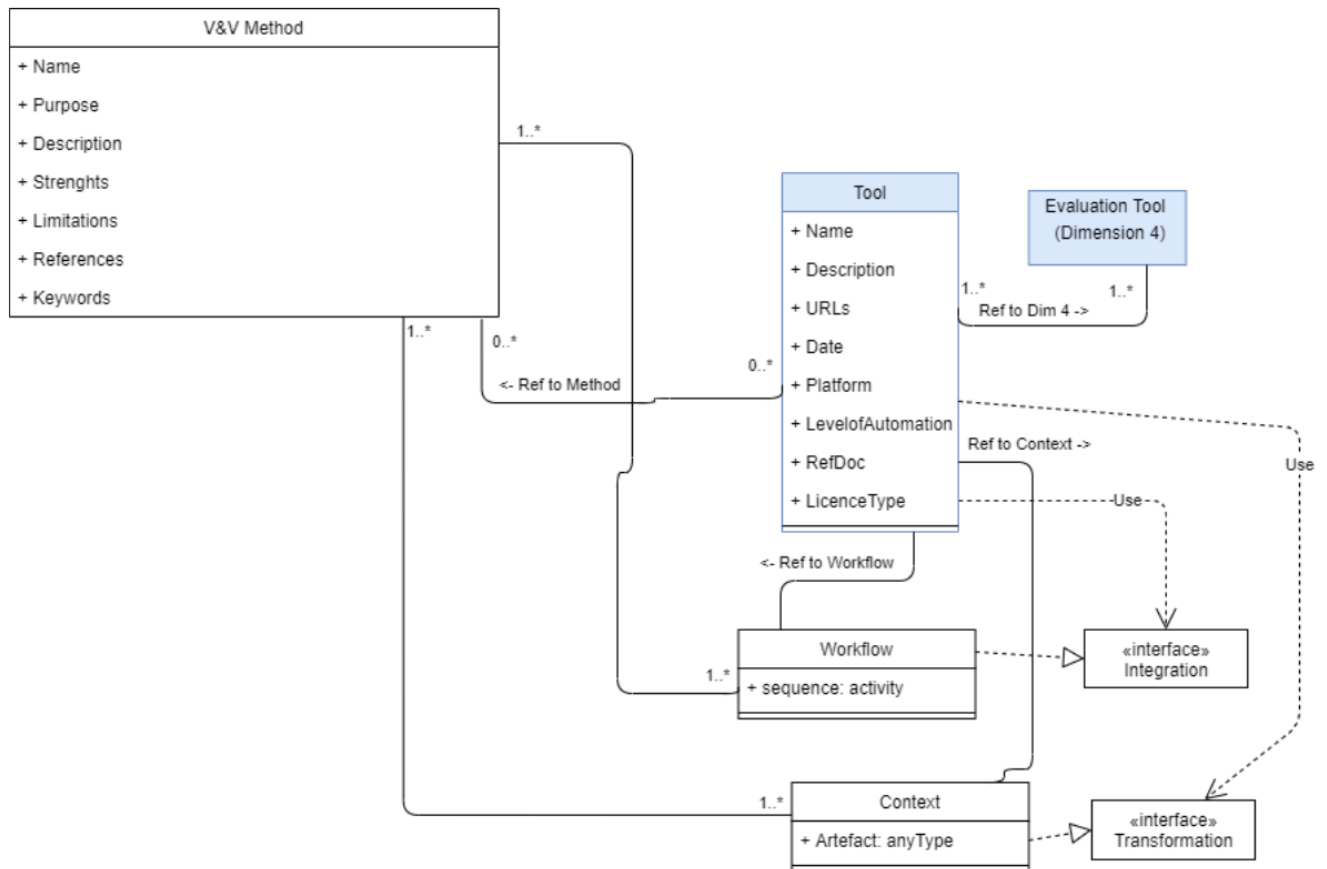 V&V Method
+ Name
+ Purpose
+ Description
+ Strenghts
+ Limitations
+ References
+ Keywords
1..*
1..*
0..*
<- Ref to Method
0..*
Tool
+ Name
+ Description
+ URLs
+ Date
+ Platform
+ LevelofAutomation
+ RefDoc
+ LicenceType
Evaluation Tool
(Dimension 4)
1..*
1..*
Ref to Dim 4 ->
Ref to Context ->
Use
Use
<- Ref to Workflow
Workflow
+ sequence: activity
1..*
«interface»
Integration
1..*
Context
+ Artefact: anyType
«interface»
Transformation